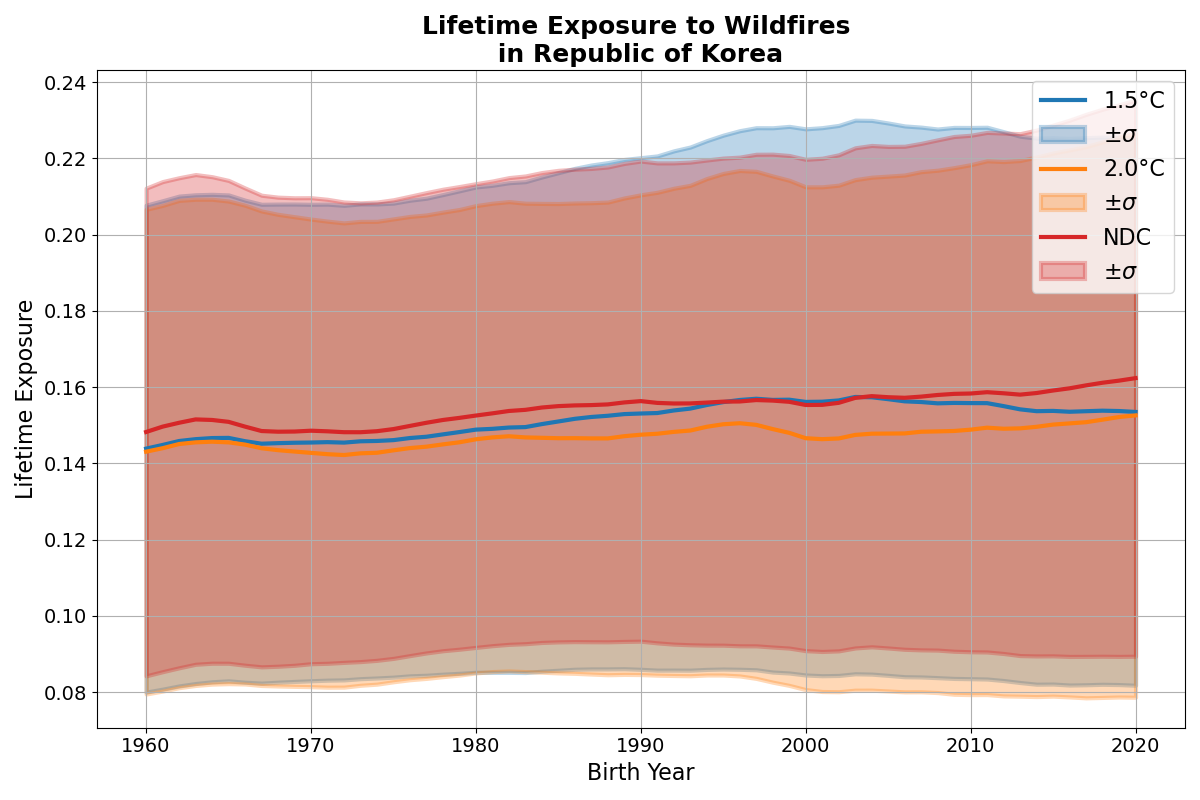 Lifetime Exposure to Wildfires
in Republic of Korea
Lifetime Exposure
0.24
0.22
0.20
0.18
0.16
0.14
0.12
0.10
0.08
1.5°C
±σ
2.0°C
±σ
NDC
±σ
1960
1970
1980
1990
2000
2010
2020
Birth Year